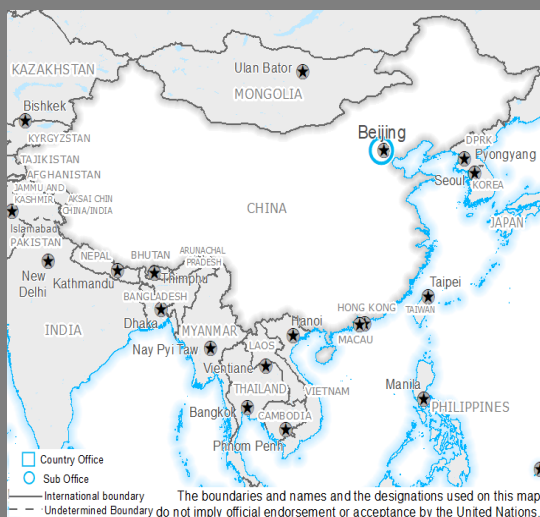 KAZAKHSTAN
Ulan Bator
MONGOLIA
Bishkek
Beijing
KYRGYZSTAN
DPRK
Pyongyang
TAJIKISTAN
AFGHANISTAN
Seoul
KOREA
JAMMU AND
KASHMIR
AKSAI CHIN
CHINA/INDIA
CHINA
JAPAN
Islamabad
PAKISTAN
NEPAL
BHUTAN
ARUNACHAL
PRADESH
New
Delhi
Kathmandu
Thimphu
Taipei
BANGLADESH
HONG KONG
TAIWAN
Dhaka
INDIA
MYANMAR
Hanoi
MACAU
Nay Pyi Taw
LAOS
Vientiane
THAILAND
VIETNAM
Manila
Bangkok
CAMBODIA
PHILIPPINES
Phnom Penh
Country Office
Sub Office
International boundary
Undetermined Boundary
The boundaries and names and the designations used on this map
do not imply official endorsement or acceptance by the United Nations.